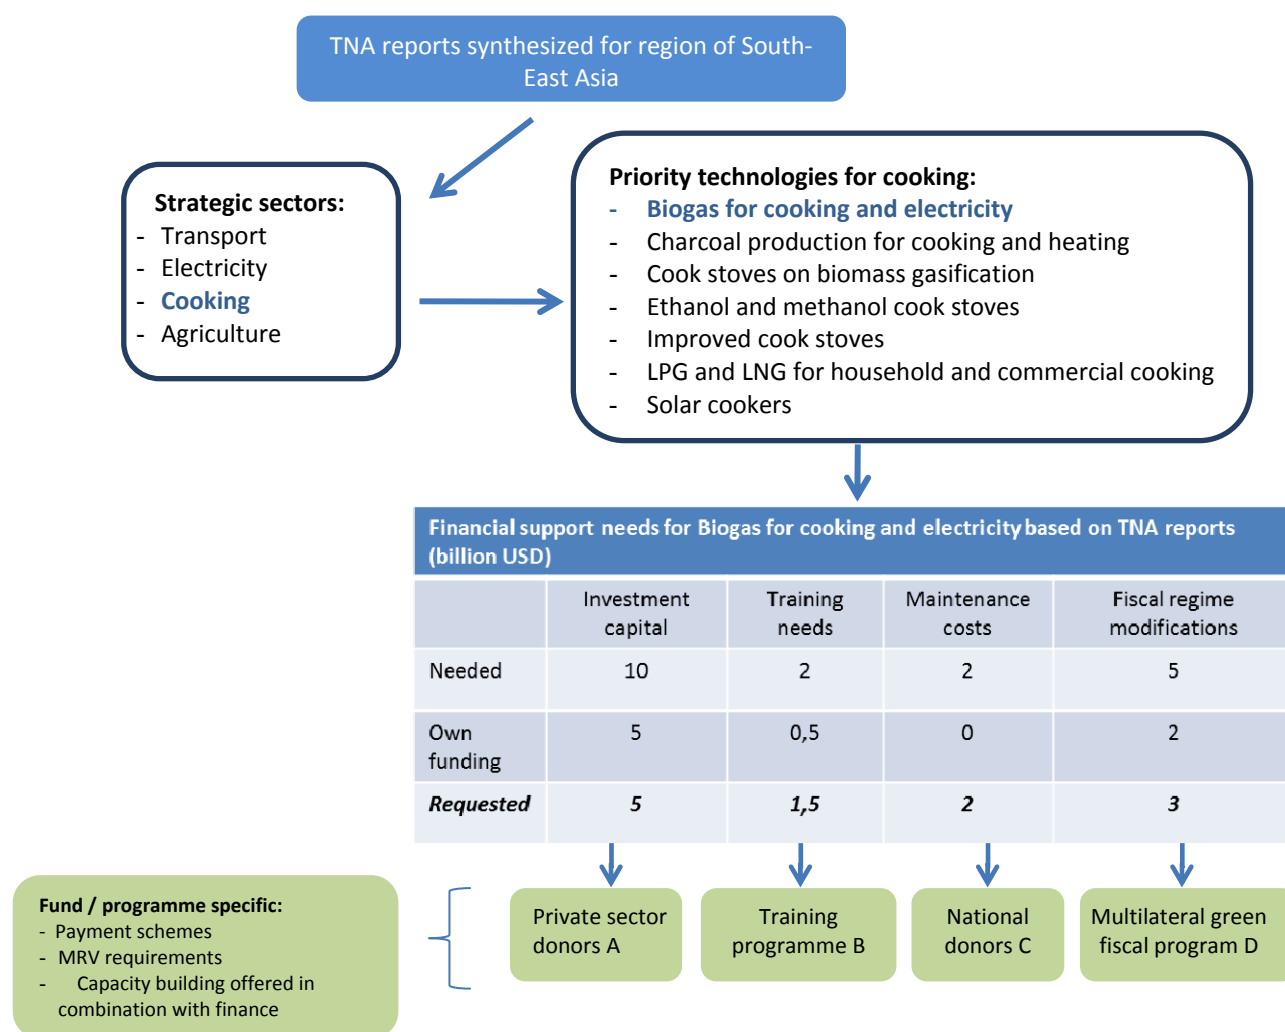 TNA reports synthesized for region of South-
East Asia
Strategic sectors:
- Transport
- Electricity
- Cooking
- Agriculture
Priority technologies for cooking:
- Biogas for cooking and electricity
- Charcoal production for cooking and heating
- Cook stoves on biomass gasification
- Ethanol and methanol cook stoves
- Improved cook stoves
- LPG and LNG for household and commercial cooking
- Solar cookers
Financial support needs for Biogas for cooking and electricity based on TNA reports
(billion USD)
Investment capital Training needs Maintenance costs Fiscal regime modifications
Needed 10 2 2 5
Own funding 5 0,5 0 2
Requested 5 1,5 2 3
Fund / programme specific:
- Payment schemes
- MRV requirements
- Capacity building offered in
combination with finance
Private sector
donors A
Training
programme B
National
donors C
Multilateral green
fiscal program D